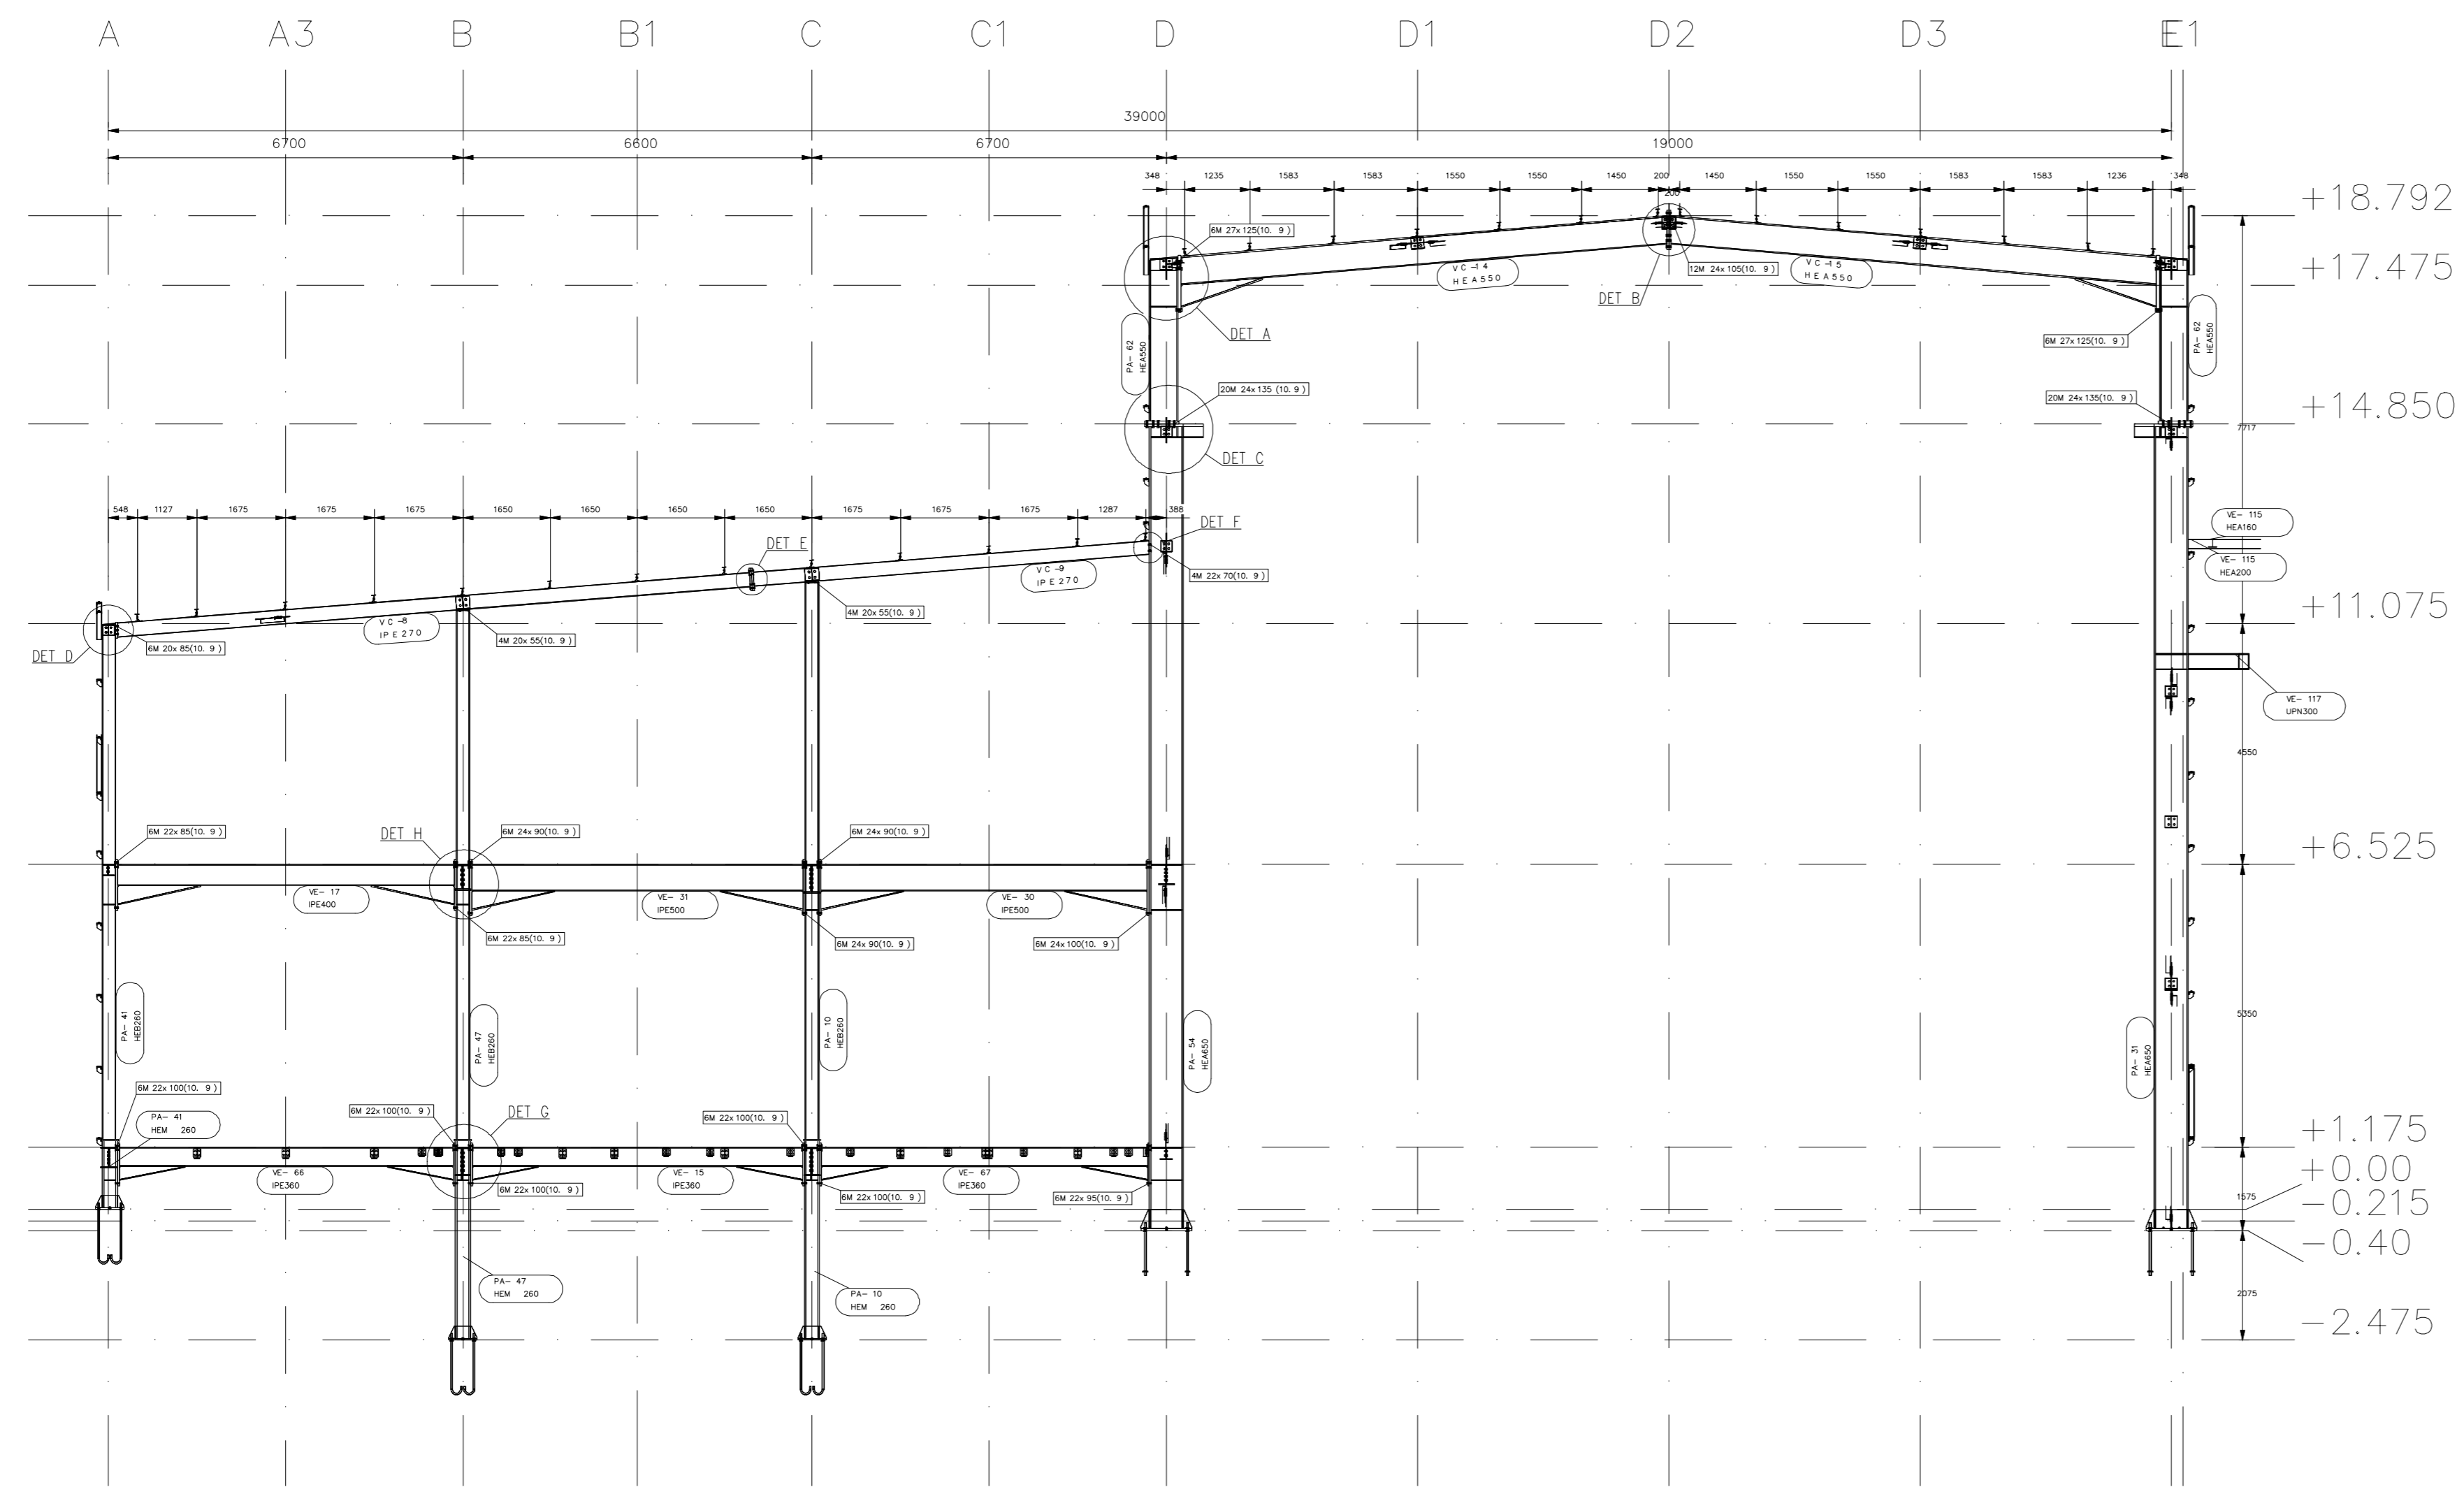 A A3 B B1 C C1 D D1 D2 D3 E E1
39000
6700 6600 6700 19000
348 1235 1583 1583 1550 1550 1450 200 1450 1550 1550 1583 1583 1236 348
200
+18.792
6M 27x125(10. 9 )
VC-14
HEA550
12M 24x105(10. 9 )
VC-15
HEA550
+17.475
DET B
DET A
PA- 62
HEA550
6M 27x125(10. 9 )
PA- 62
HEA550
20M 24x135 (10. 9 )
20M 24x135(10. 9 )
+14.850
7717
DET C
548 1127 1675 1675 1675 1650 1650 1650 1650 1675 1675 1675 1287 388
DET F
VE- 115
HEA160
DET E
VC-9
IPE270
4M 22x70(10. 9 )
VE- 115
HEA200
4M 20x55(10. 9 )
+11.075
VC-8
IPE270
4M 20x55(10. 9 )
6M 20x85(10. 9 )
DET D
VE- 117
UPN300
4550
6M 22x85(10. 9 )
DET H
6M 24x90(10. 9 )
6M 24x90(10. 9 )
+6.525
VE- 17
IPE400
VE- 31
IPE500
VE- 30
IPE500
6M 22x85(10. 9 )
6M 24x90(10. 9 )
6M 24x100(10. 9 )
5350
PA- 41
HEB260
PA- 47
HEB260
PA- 10
HEB260
PA- 54
HEA650
PA- 31
HEA650
6M 22x100(10. 9 )
6M 22x100(10. 9 )
DET G
6M 22x100(10. 9 )
PA- 41
HEM 260
+1.175
VE- 66
IPE360
VE- 15
IPE360
VE- 67
IPE360
+0.00
6M 22x100(10. 9 )
6M 22x100(10. 9 )
6M 22x95(10. 9 )
1575
-0.215
-0.40
PA- 47
HEM 260
PA- 10
HEM 260
2075
-2.475